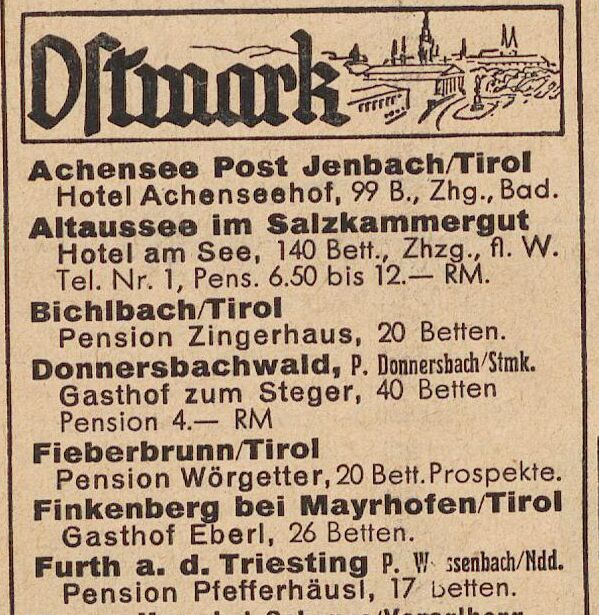 Ostmark
Achensee Post Jenbach/Tirol
Hotel Achenseehof, 99 B., Zhg., Bad.
Altaussee im Salzkammergut
Hotel am See, 140 Bett., Zhzg., fl. W.
Tel. Nr. 1, Pens. 6.50 bis 12.— RM.
Bichlbach/Tirol
Pension Zingerhaus, 20 Betten.
Donnersbachwald, P. Donnersbach/Stmk.
Gasthof zum Steger, 40 Betten
Pension 4.— RM
Fieberbrunn/Tirol
Pension Wörgetter, 20 Bett. Prospekte.
Finkenberg bei Mayrhofen/Tirol
Gasthof Eberl, 26 Betten.
Furth a. d. Triesting P. W ssenbach/Ndd.
Pension Pfefferhäusl, 17 Betten.